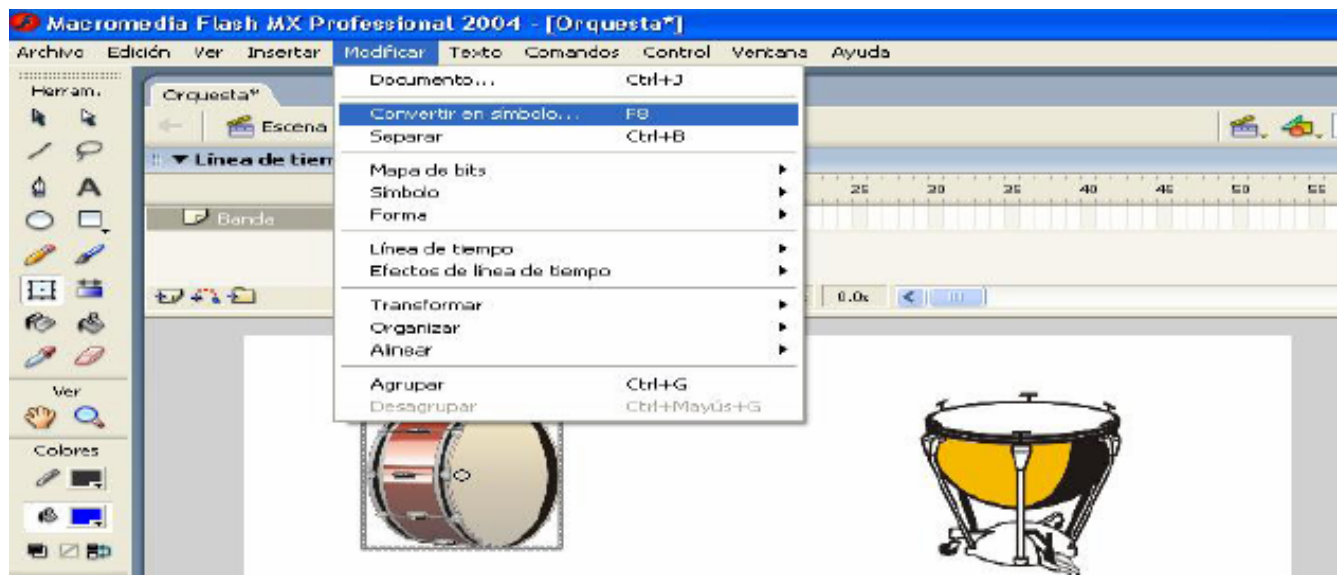 Macromedia Flash MX Professional 2004 - [Orquesta*]
Archivo Edición Ver Insertar Modificar Texto Comandos Control Ventana Ayuda
Herram.
Orquesta*
Escena
Línea de tiem
Banda
Documento... Ctrl+J
Convertir en símbolo... F8
Separar Ctrl+B
Mapa de bits
Símbolo
Forma
Línea de tiempo
Efectos de línea de tiempo
Transformar
Organizar
Alinear
Agrupar Ctrl+G
Desagrupar Ctrl+Mayús+G
25 30 35 40 45 50 55
0.0s
Ver
Colores